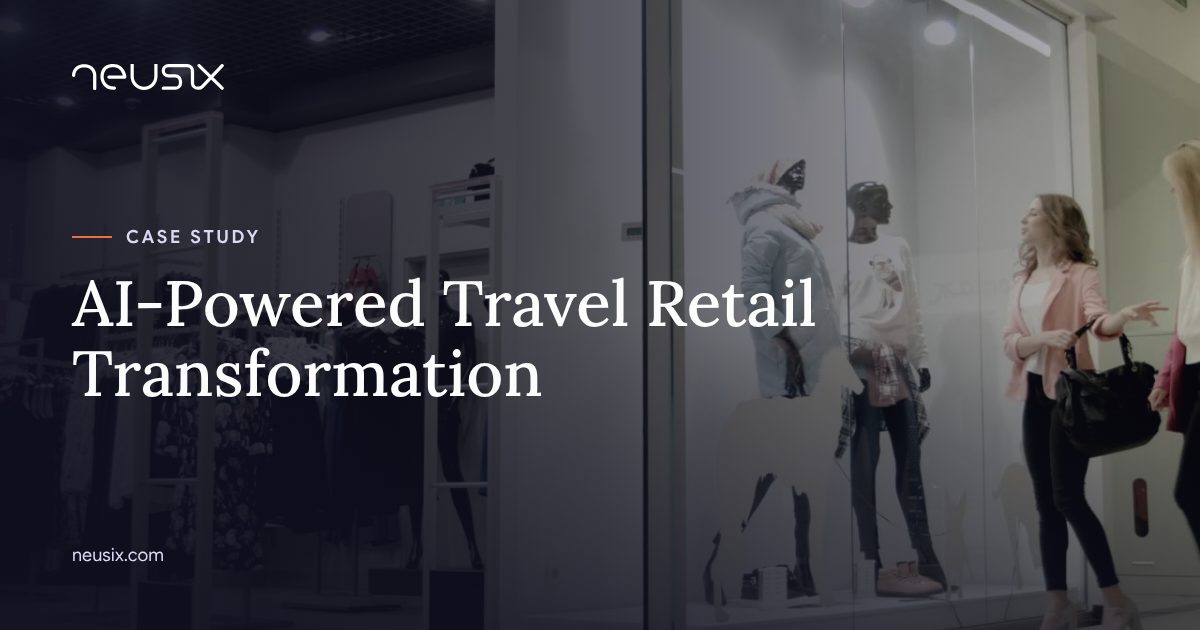 neusix
CASE STUDY
AI-Powered Travel Retail
Transformation
neusix.com